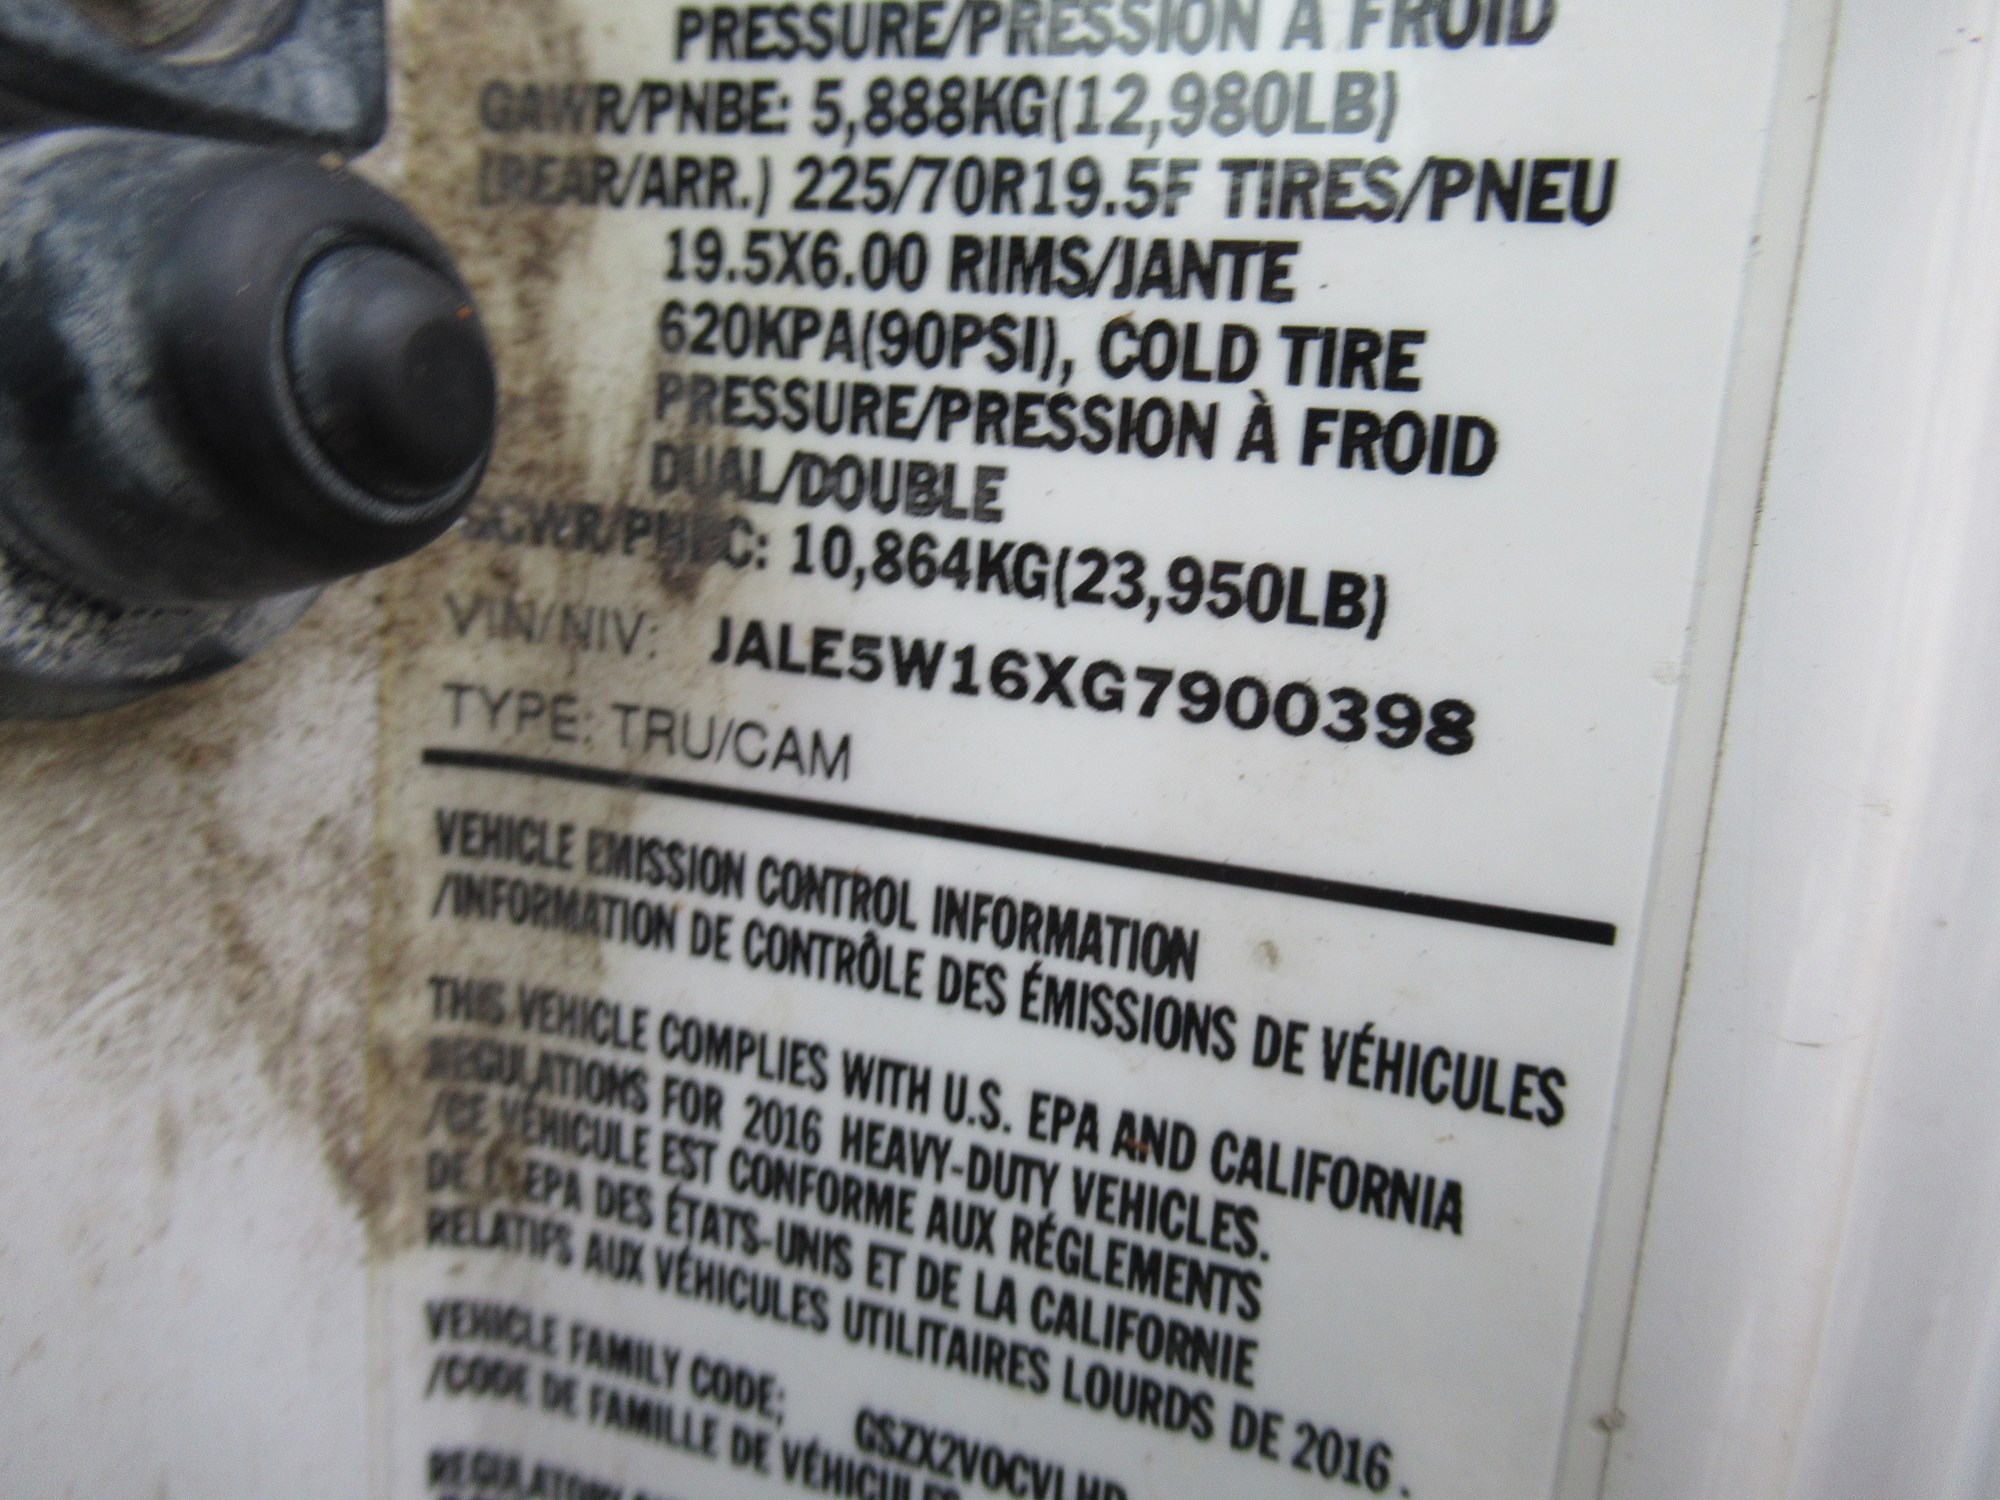 PRESSURE/PRESSION À FROID
GAWR/PNBE: 5,888KG(12,980LB)
(REAR/ARR.) 225/70R19.5F TIRES/PNEU
19.5X6.00 RIMS/JANTE
620KPA(90PSI), COLD TIRE
PRESSURE/PRESSION À FROID
DUAL/DOUBLE
10,864KG(23,950LB)
VIN/NIV: JALE5W16XG7900398
TYPE: TRU/CAM
VEHICLE EMISSION CONTROL INFORMATION
/INFORMATION DE CONTRÔLE DES ÉMISSIONS DE VÉHICULES
THIS VEHICLE COMPLIES WITH U.S. EPA AND CALIFORNIA
REGULATIONS FOR 2016 HEAVY-DUTY VEHICLES.
/CE VÉHICULE EST CONFORME AUX RÉGLEMENTS
DE L'EPA DES ÉTATS-UNIS ET DE LA CALIFORNIE
RELATIFS AUX VÉHICULES UTILITAIRES LOURDS DE 2016.
VEHICLE FAMILY CODE:
/CODE DE FAMILLE DE VÉHICULES
REGULATORY